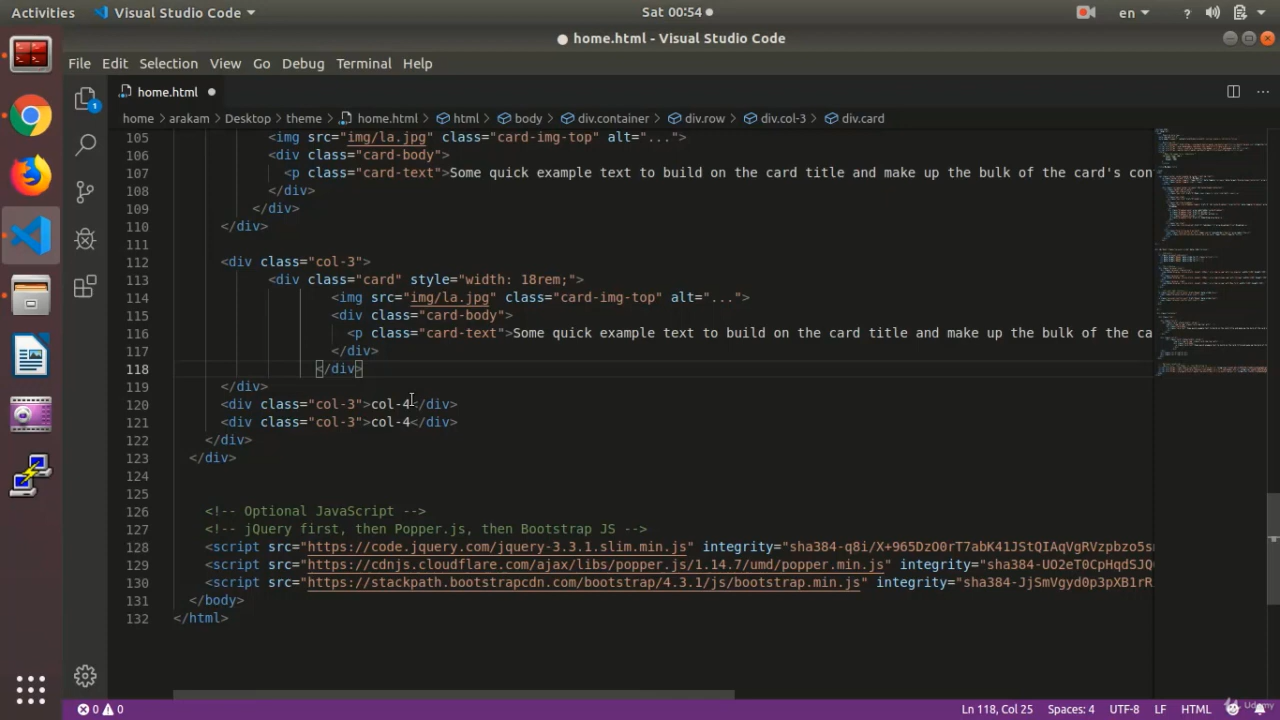 Activities Visual Studio Code Sat 00:54 en ?
home.html - Visual Studio Code
File Edit Selection View Go Debug Terminal Help
home.html
home arakam Desktop theme home.html html body div.container div.row div.col-3 div.card
105 <img src="img/la.jpg" class="card-img-top" alt="...">
106 <div class="card-body">
107 <p class="card-text">Some quick example text to build on the card title and make up the bulk of the card's con
108 </div>
109 </div>
110 </div>
111
112 <div class="col-3">
113 <div class="card" style="width: 18rem;">
114 <img src="img/la.jpg" class="card-img-top" alt="...">
115 <div class="card-body">
116 <p class="card-text">Some quick example text to build on the card title and make up the bulk of the ca
117 </div>
118 </div>
119 </div>
120 <div class="col-3">col-4</div>
121 <div class="col-3">col-4</div>
122 </div>
123 </div>
124
125
126 <!-- Optional JavaScript -->
127 <!-- jQuery first, then Popper.js, then Bootstrap JS -->
128 <script src="https://code.jquery.com/jquery-3.3.1.slim.min.js" integrity="sha384-q8i/X+965DzO0rT7abK41JStQIAqVgRVzpbzo5s
129 <script src="https://cdnjs.cloudflare.com/ajax/libs/popper.js/1.14.7/umd/popper.min.js" integrity="sha384-UO2eT0CpHqdSJQ
130 <script src="https://stackpath.bootstrapcdn.com/bootstrap/4.3.1/js/bootstrap.min.js" integrity="sha384-JjSmVgyd0p3pXB1rR
131 </body>
132 </html>
0 0 Ln 118, Col 25 Spaces: 4 UTF-8 LF HTML
Udemy